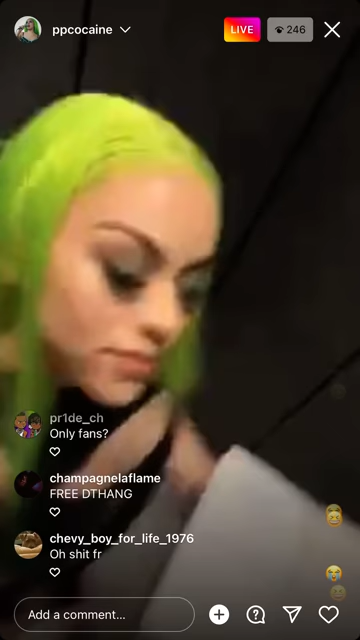 ppcocaine
LIVE
246
pr1de_ch
Only fans?
champagnelaflame
FREE DTHANG
chevy_boy_for_life_1976
Oh shit fr
Add a comment...